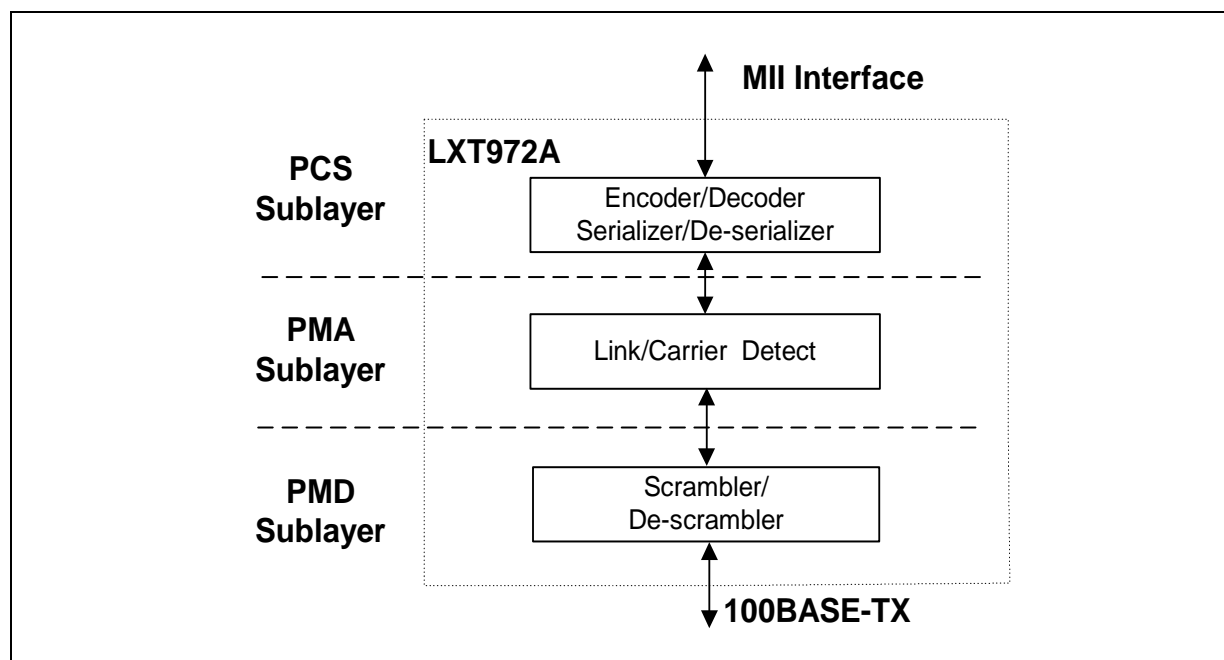 MII Interface
LXT972A
PCS
Sublayer
Encoder/Decoder
Serializer/De-serializer
PMA
Sublayer
Link/Carrier Detect
PMD
Sublayer
Scrambler/
De-scrambler
100BASE-TX